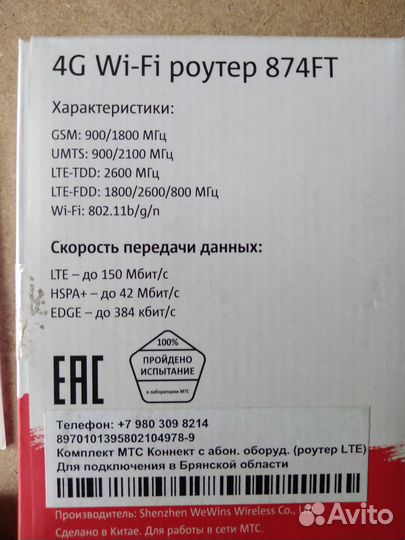 4G Wi-Fi роутер 874FT
Характеристики:
GSM: 900/1800 МГц
UMTS: 900/2100 МГц
LTE-TDD: 2600 МГц
LTE-FDD: 1800/2600/800 МГц
Wi-Fi: 802.11b/g/n
Скорость передачи данных:
LTE – до 150 Мбит/с
HSPA+ – до 42 Мбит/с
EDGE – до 384 кбит/с
EAC
100%
ПРОЙДЕНО
ИСПЫТАНИЕ
в лаборатории МТС
Телефон: +7 980 309 8214
8970101395802104978-9
Комплект МТС Коннект с абон. оборуд. (роутер LTE)
Для подключения в Брянской области
Производитель: Shenzhen WeWins Wireless Co.,
Сделано в Китае. Для работы в сети МТС.
Avito